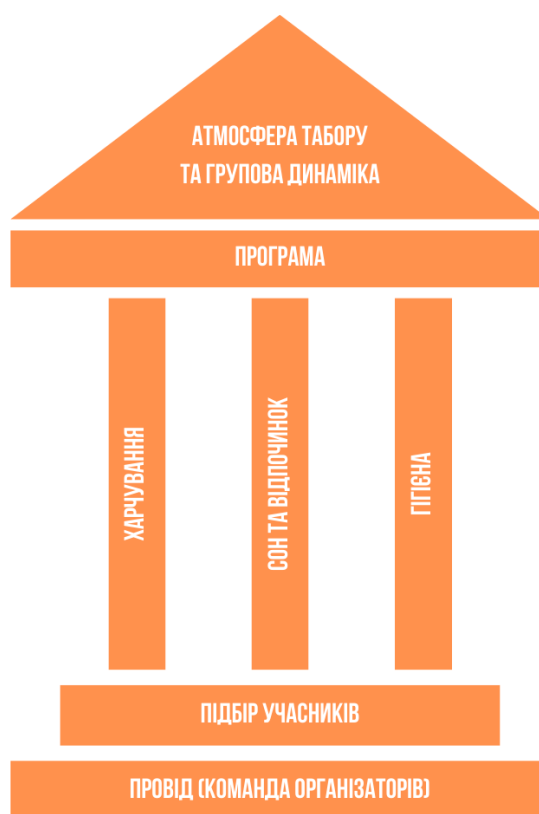 АТМОСФЕРА ТАБОРУ
ТА ГРУПОВА ДИНАМІКА
ПРОГРАМА
ХАРЧУВАННЯ
СОН ТА ВІДПОЧИНОК
ГІГІЄНА
ПІДБІР УЧАСНИКІВ
ПРОВІД (КОМАНДА ОРГАНІЗАТОРІВ)